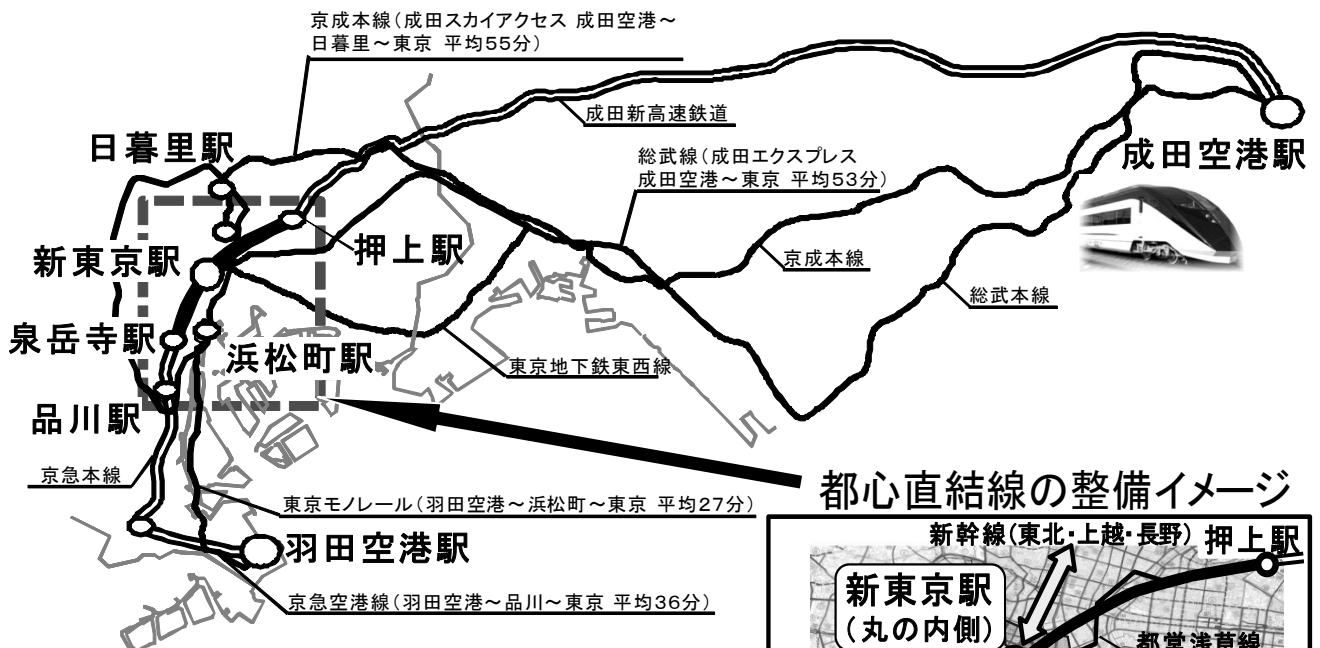 京成本線（成田スカイアクセス 成田空港～
日暮里～東京 平均55分）
成田新高速鉄道
日暮里駅
総武線（成田エクスプレス
成田空港～東京 平均53分）
成田空港駅
押上駅
新東京駅
京成本線
総武本線
泉岳寺駅
浜松町駅
東京地下鉄東西線
品川駅
京急本線
都心直結線の整備イメージ
東京モノレール（羽田空港～浜松町～東京 平均27分）
羽田空港駅
新幹線（東北・上越・長野）
押上駅
新東京駅
（丸の内側）
京急空港線（羽田空港～品川～東京 平均36分）
都営浅草線